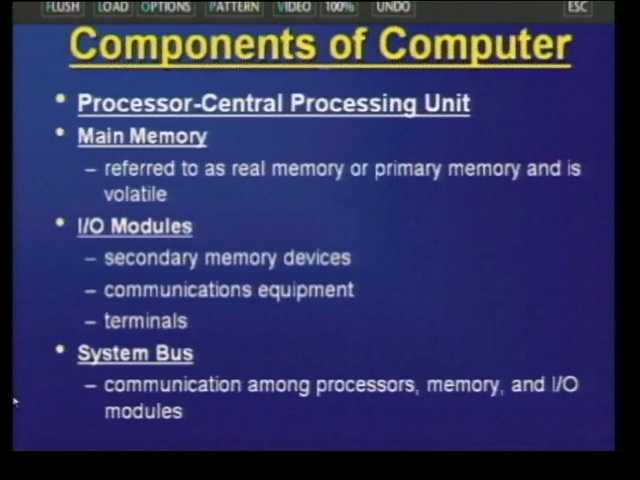 FLUSH LOAD OPTIONS PATTERN VIDEO 100% UNDO ESC
Components of Computer
• Processor-Central Processing Unit
• Main Memory
– referred to as real memory or primary memory and is
volatile
• I/O Modules
– secondary memory devices
– communications equipment
– terminals
• System Bus
– communication among processors, memory, and I/O
modules